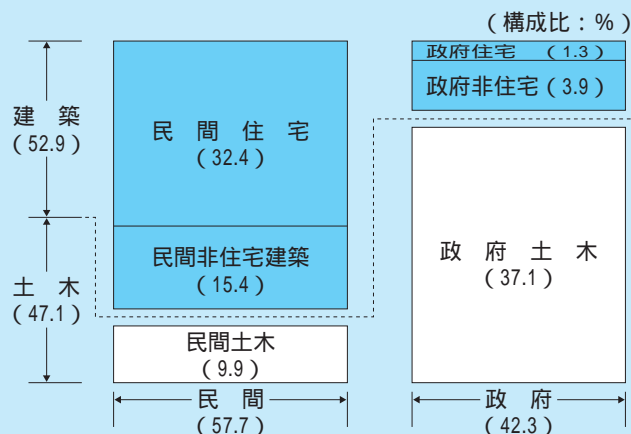 （構成比：％）
建築
（52.9）
土木
（47.1）
民間住宅
（32.4）
民間非住宅建築
（15.4）
民間土木
（9.9）
民間
（57.7）
政府住宅（1.3）
政府非住宅（3.9）
政府土木
（37.1）
政府
（42.3）